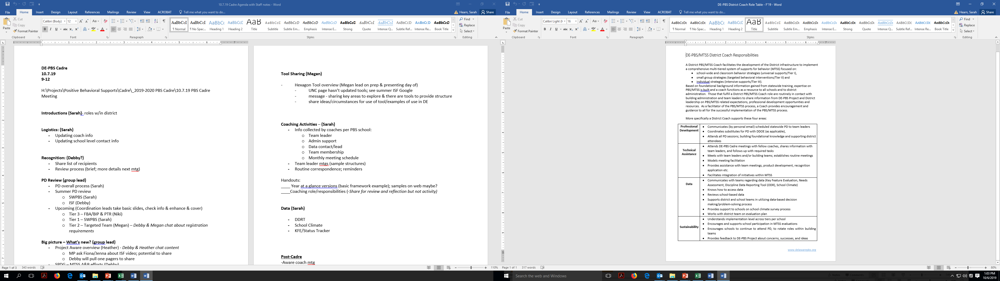 10.7.19 Cadre Agenda with Staff notes - Word
File Home Insert Design Layout References Mailings Review View ACROBAT Tell me what you want to do... Hearn, Sarah Share
Paste
Cut
Copy
Format Painter
Calibri (Body) 12
AaBbCcI ¶ Normal
AaBbCcI ¶ No Spac...
AaBbC Heading 1
AaBbCcC Heading 2
AaB Title
AaBbCcD Subtitle
AaBbCcD Subtle Em...
AaBbCcD Emphasis
AaBbCcD Intense E...
AaBbCcD Strong
AaBbCcI Quote
AaBbCcI Intense Q...
AaBbCcD Subtle Ref...
AaBbCcD Intense Re...
AaBbCcD Book Title
Find
Replace
Select
Clipboard Font Paragraph Styles Editing
DE-PBS Cadre
10.7.19
9-12
H:\Projects\Positive Behavioral Supports\Cadre\_2019-2020 PBS Cadre\10.7.19 PBS Cadre
Meeting
Introductions (Sarah)- roles w/in district
Logistics: (Sarah)
- Updating coach info
- Updating school level contact info
Recognition: (Debby?)
- Share list of recipients
- Review process (brief; more details next mtg)
PD Review (group lead)
- PD overall process (Sarah)
- Summer PD review
o SWPBS (Sarah)
o ISF (Debby)
- Upcoming (Coordination leads take basic slides, check info & enhance & cover)
o Tier 3 – FBA/BIP & PTR (Niki)
o Tier 1 – SWPBS (Sarah)
o Tier 2 – Targeted Team (Megan) – Debby & Megan chat about registration
requirements
Big picture – What's new? (group lead)
- Project Aware overview (Heather) - Debby & Heather chat content
o MP ask Fiona/Jenna about ISF video; potential to share
o Debby will pull one pagers to share
- SPDG – MTSS A&B efforts (Debby)
Tool Sharing (Megan)
- Hexagon Tool overview (Megan lead on prep & presenting day of)
- UNC page hasn't updated tools; see summer ISF Google
- message - sharing key areas to explore & there are tools to provide structure
- share ideas/circumstances for use of tool/examples of use in DE
Coaching Activities – (Sarah)
- Info collected by coaches per PBS school:
o Team leader
o Admin support
o Data contact/lead
o Team membership
o Monthly meeting schedule
- Team leader mtgs (sample structures)
- Routine correspondence; reminders
Handouts:
____ Year at a glance versions (basic framework example); samples on web maybe?
____Coaching role/responsibilities (-Share for review and reflection but not activity)
Data (Sarah)
- DDRT
- School Climate
- KFE/Status Tracker
Post-Cadre
-Aware coach mtg
Page 1 of 3 343 words 110%
DE-PBS District Coach Role Table - F'19 - Word
File Home Insert Design Layout References Mailings Review View ACROBAT Tell me what you want to do... Hearn, Sarah Share
Paste
Cut
Copy
Format Painter
Calibri Light (H 16
AaBbCcDc ¶ Normal
AaBbCcDc ¶ No Spac...
AaBbC Heading 1
AaBbCcC Heading 2
AaB Title
AaBbCcD Subtitle
AaBbCcDc Subtle Em...
AaBbCcDc Emphasis
AaBbCcDc Intense E...
AaBbCcDc Strong
AaBbCcDc Quote
AaBbCcDc Intense Q...
AaBbCcDc Subtle Ref...
AaBbCcDc Intense Re...
AaBbCcDc Book Title
Find
Replace
Select
Clipboard Font Paragraph Styles Editing
DE-PBS/MTSS District Coach Responsibilities
A District PBS/MTSS Coach facilitates the development of the District infrastructure to implement
a comprehensive multi-tiered system of supports for behavior (MTSS) focused on:
• school-wide and classroom behavior strategies (universal supports/Tier I),
• small group strategies (targeted behavioral interventions/Tier II) and
• individual strategies (intensive supports/Tier III).
Based on foundational background information gained from statewide training, expertise on
PBS/MTSS is built and a coach functions as a resource to all schools and to district
administration. Those that fulfill a District PBS/MTSS Coach role are routinely in contact with
building administration and team leaders to share information from DE-PBS Project and District
leadership on PBS/MTSS related expectations, professional development opportunities and
resources. As a facilitator of the PBS/MTSS process, a Coach provides encouragement and
guidance to all for the successful implementation of the PBS/MTSS process.
More specifically a District Coach supports these four areas:
Professional
Development
• Communicates (by personal email) scheduled statewide PD to team leaders
• Coordinates substitutes for PD with DDOE (as applicable),
• Attends all PD sessions; building foundational knowledge and supporting district
attendees
Technical
Assistance
• Attends DE-PBS Cadre meetings with fellow coaches, shares information with
team leaders, and follows up with required tasks
• Meets with team leaders and/or building teams; establishes routine meetings
• Models meeting facilitation
• Provides assistance with team meetings, product development, recognition
application etc.
• Facilitates integration of initiatives within MTSS
Data
• Communicates with teams regarding data (Key Feature Evaluation, Needs
Assessment, Discipline Data Reporting Tool (ODR), School Climate)
• Knows how to access data
• Reviews school-based data
• Supports district and school teams in utilizing data-based decision
making/problem-solving process
• Provides support to schools on school climate survey process
• Works with district team on evaluation plan
Sustainability
• Understands implementation level across tiers per school
• Encourages and supports school participation in MTSS evaluations
• Encourages schools to continue to attend PD, to rotate roles within building
teams
• Provides feedback to DE-PBS Project about concerns, successes, and ideas
www.delawarepbs.org
Page 1 of 1 317 words 80%
Search the web and Windows
1:03 PM
10/6/2019